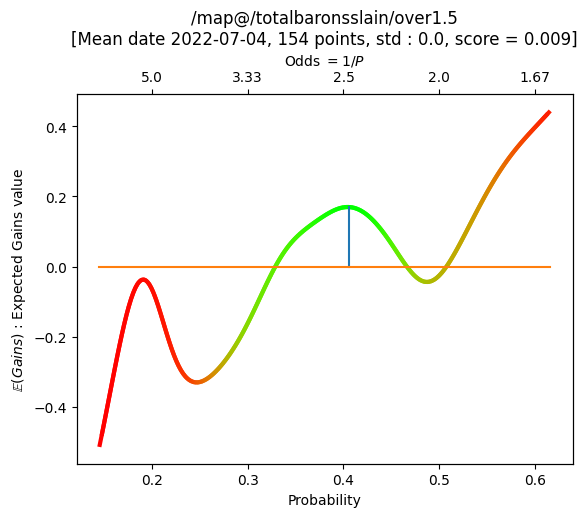 /map@/totalbaronsslain/over1.5
[Mean date 2022-07-04, 154 points, std : 0.0, score = 0.009]
Odds = 1/P
5.0 3.33 2.5 2.0 1.67
0.4
0.2
0.0
−0.2
−0.4
𝔼(Gains) : Expected Gains value
0.2 0.3 0.4 0.5 0.6
Probability